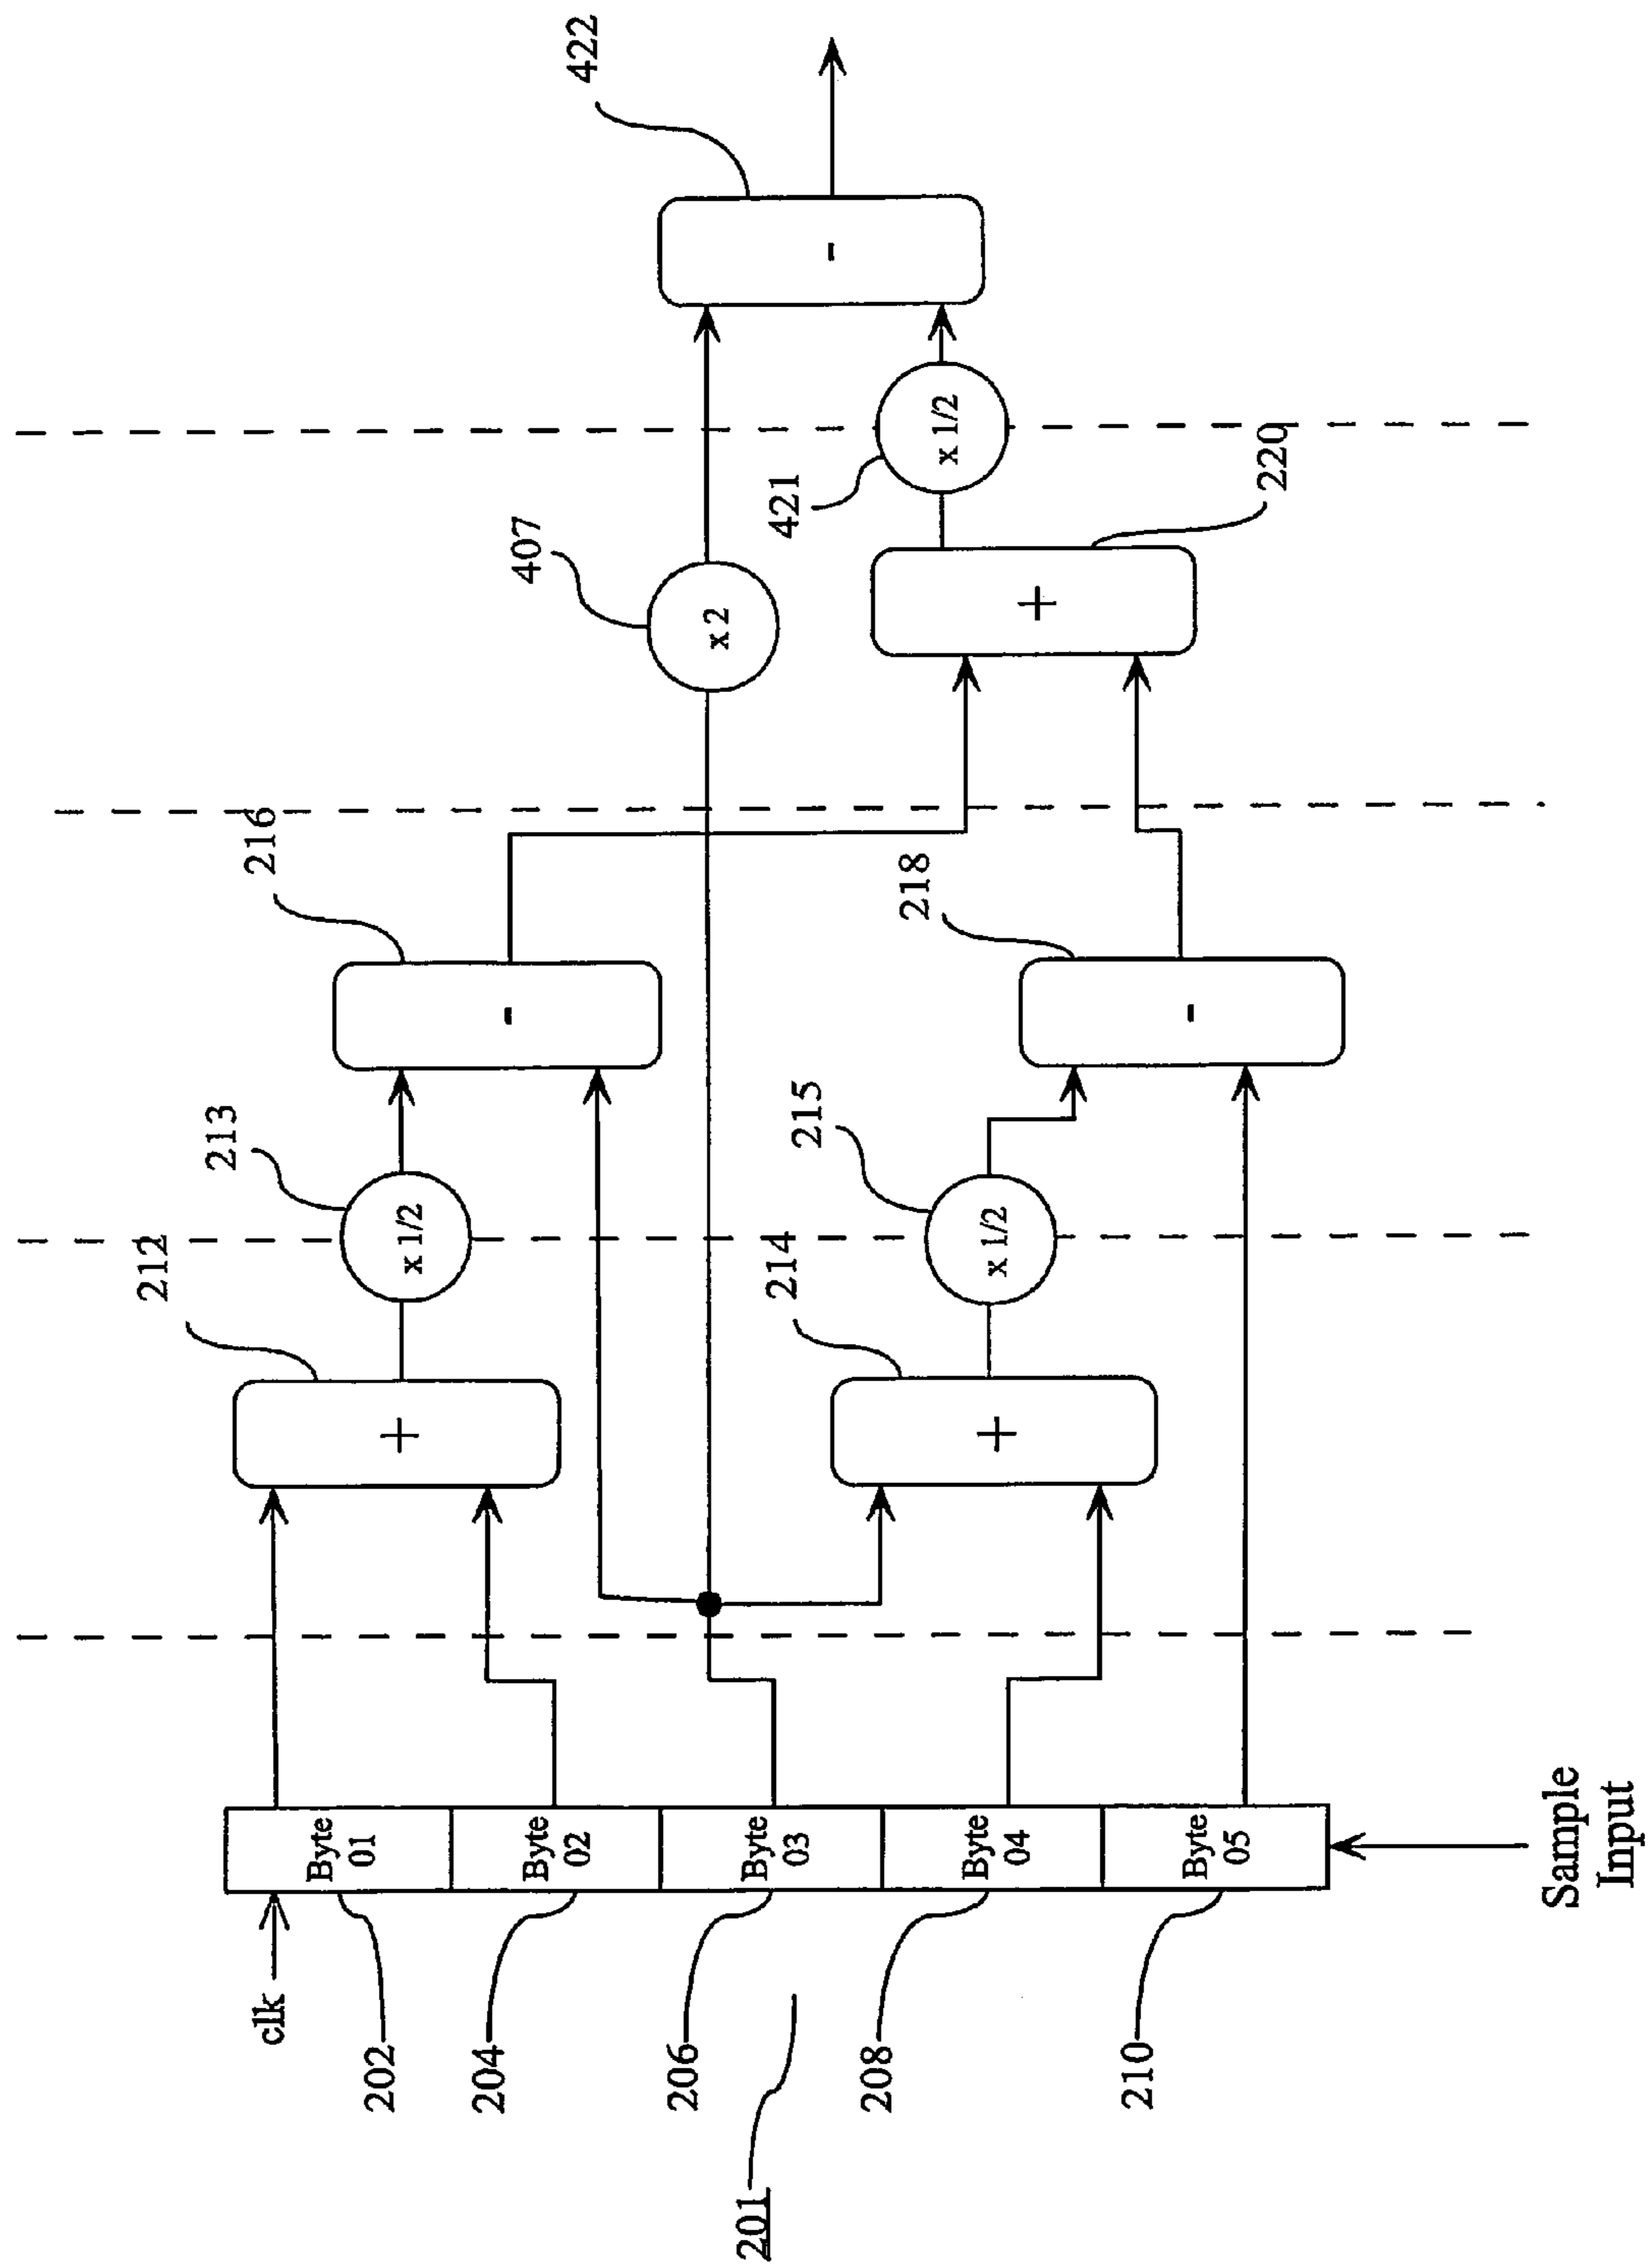 201
clk
202
204
206
208
210
Byte
01
Byte
02
Byte
03
Byte
04
Byte
05
Sample
Input
212
+
213
x 1/2
214
+
215
x 1/2
216
-
218
-
407
x 2
220
+
421
x 1/2
422
-